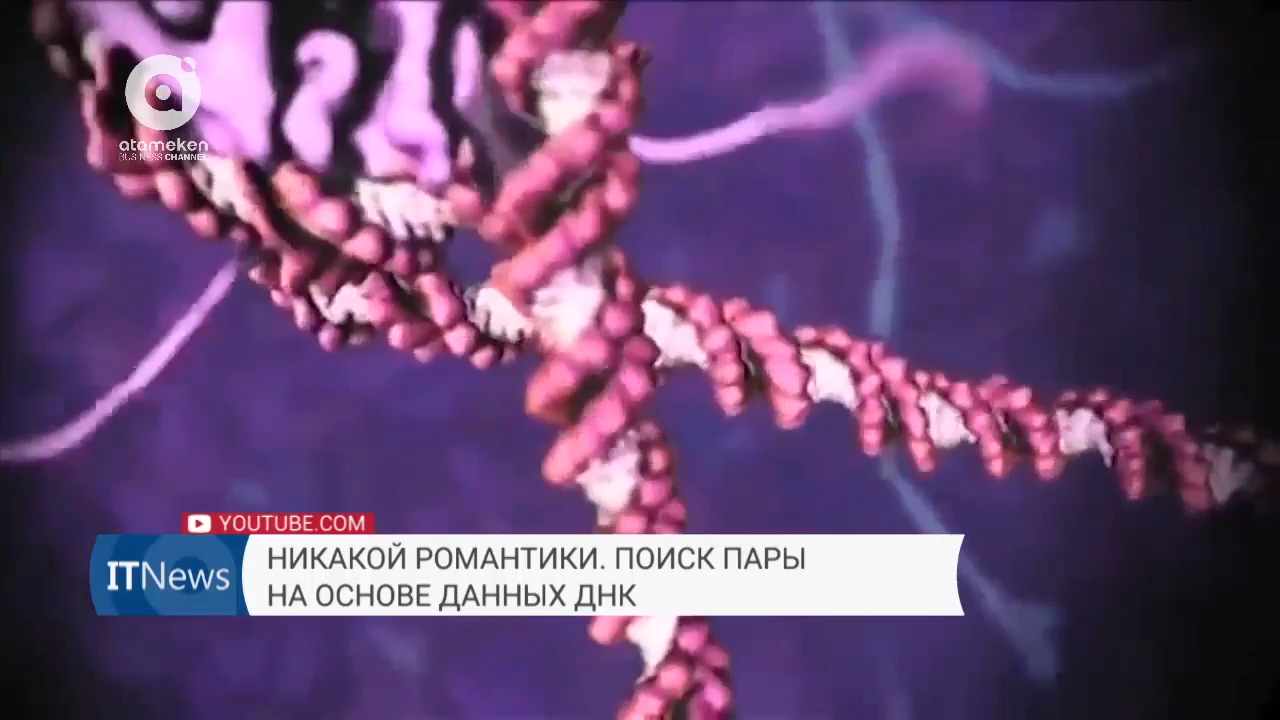 atameken
BUSINESS CHANNEL
YOUTUBE.COM
ITNews
НИКАКОЙ РОМАНТИКИ. ПОИСК ПАРЫ
НА ОСНОВЕ ДАННЫХ ДНК